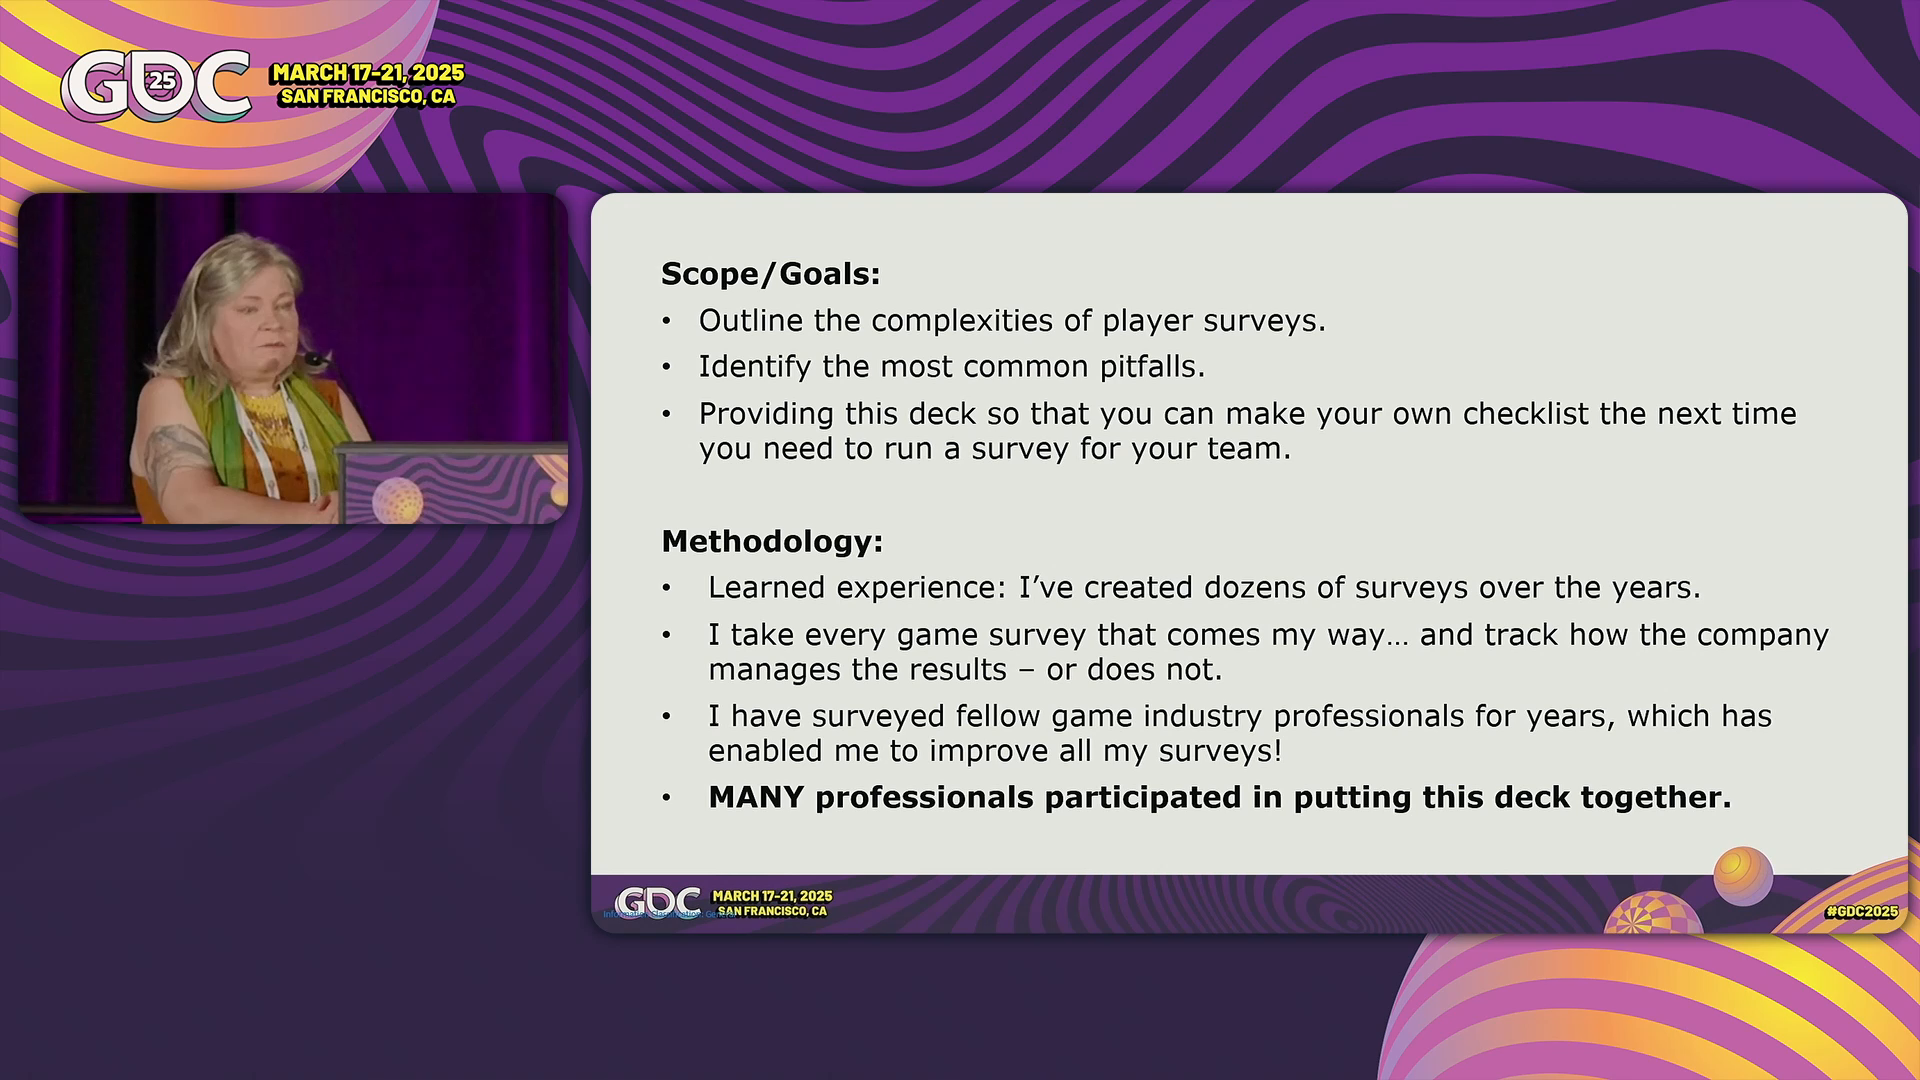 GDC '25
MARCH 17-21, 2025
SAN FRANCISCO, CA
Scope/Goals:
• Outline the complexities of player surveys.
• Identify the most common pitfalls.
• Providing this deck so that you can make your own checklist the next time
you need to run a survey for your team.
Methodology:
• Learned experience: I’ve created dozens of surveys over the years.
• I take every game survey that comes my way… and track how the company
manages the results – or does not.
• I have surveyed fellow game industry professionals for years, which has
enabled me to improve all my surveys!
• MANY professionals participated in putting this deck together.
GDC
MARCH 17-21, 2025
SAN FRANCISCO, CA
Information Classification: General
#GDC2025